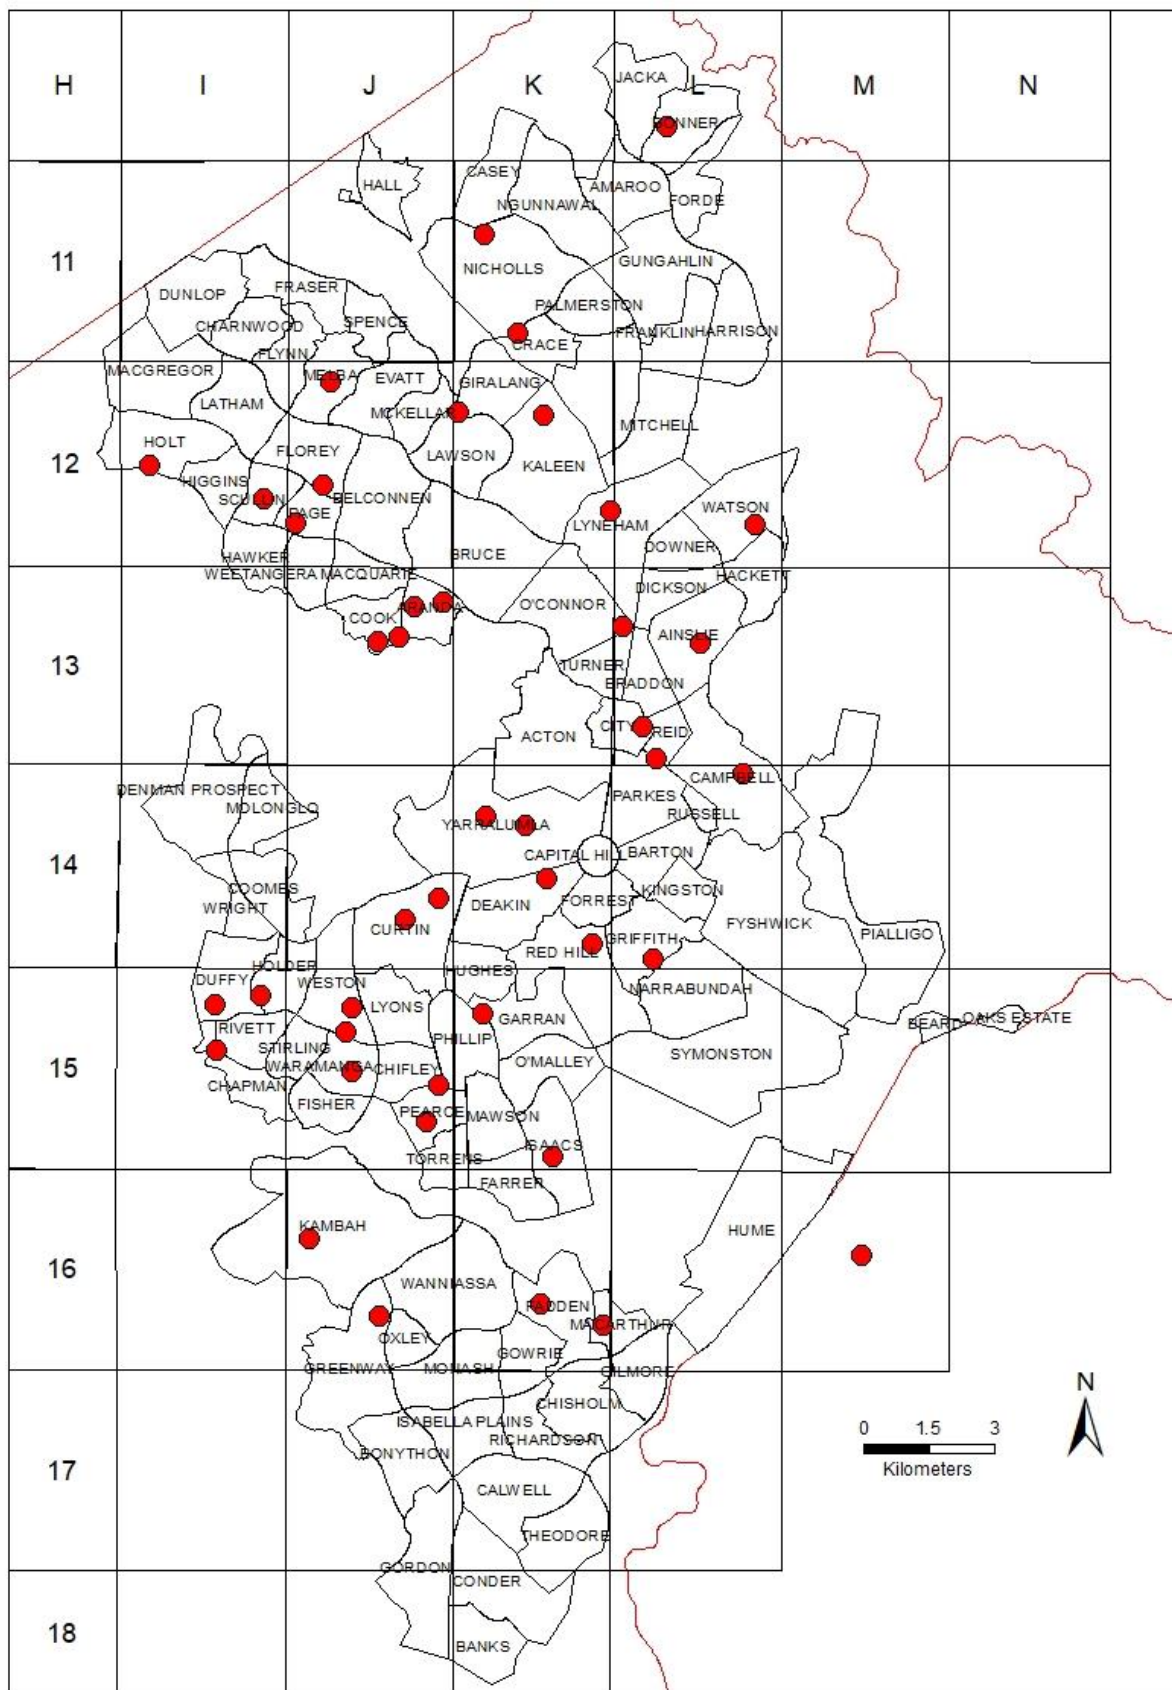 H I J K L M N
JACKA
BONNER
CASEY
HALL
AMAROO
NGUNNAWAL
FORDE
11
GUNGAHLIN
NICHOLLS
FRASER
DUNLOP
PALMERSTON
SPENCE
CHARNWOOD
FRANKLIN HARRISON
CRACE
FLYNN
MACGREGOR
MELBA
EVATT
GIRALANG
LATHAM
MCKELLAR
MITCHELL
HOLT
FLOREY
LAWSON
12
KALEEN
HIGGINS
SCULLIN
BELCONNEN
WATSON
PAGE
LYNEHAM
DOWNER
HAWKER
BRUCE
WEETANGERA MACQUARIE
HACKETT
DICKSON
ARANDA
O'CONNOR
COOK
AINSLIE
13
TURNER
BRADDON
CITY
REID
ACTON
CAMPBELL
DENMAN PROSPECT
PARKES
MOLONGLO
RUSSELL
YARRALUMLA
14
CAPITAL HILL
BARTON
COOMBS
KINGSTON
WRIGHT
DEAKIN
FORREST
CURTIN
FYSHWICK
PIALLIGO
GRIFFITH
RED HILL
HOLDER
HUGHES
DUFFY
WESTON
NARRABUNDAH
LYONS
GARRAN
OAKS ESTATE
BEARD
RIVETT
PHILLIP
STIRLING
SYMONSTON
15
O'MALLEY
WARAMANGA
CHIFLEY
CHAPMAN
FISHER
PEARCE
MAWSON
ISAACS
TORRENS
FARRER
KAMBAH
HUME
16
WANNIASSA
FADDEN
MACARTHUR
OXLEY
GOWRIE
GREENWAY
MONASH
GILMORE
N
CHISHOLM
ISABELLA PLAINS
0 1.5 3
RICHARDSON
BONYTHON
Kilometers
17
CALWELL
THEODORE
GORDON
CONDER
18
BANKS